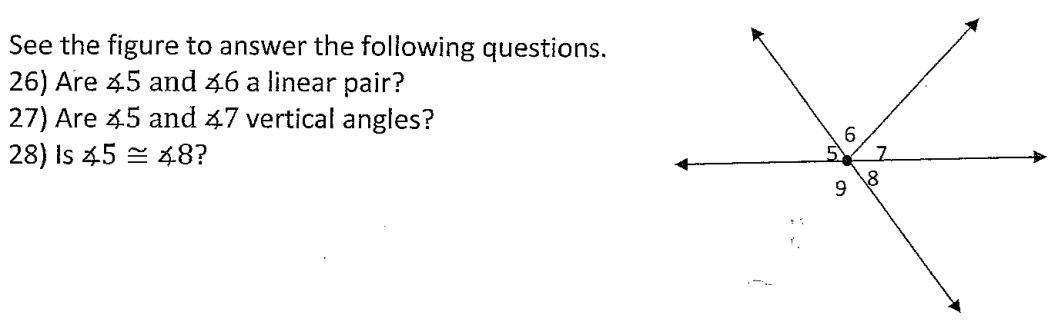 See the figure to answer the following questions.
26) Are ∡5 and ∡6 a linear pair?
27) Are ∡5 and ∡7 vertical angles?
28) Is ∡5 ≅ ∡8?
6
5 7
9 8